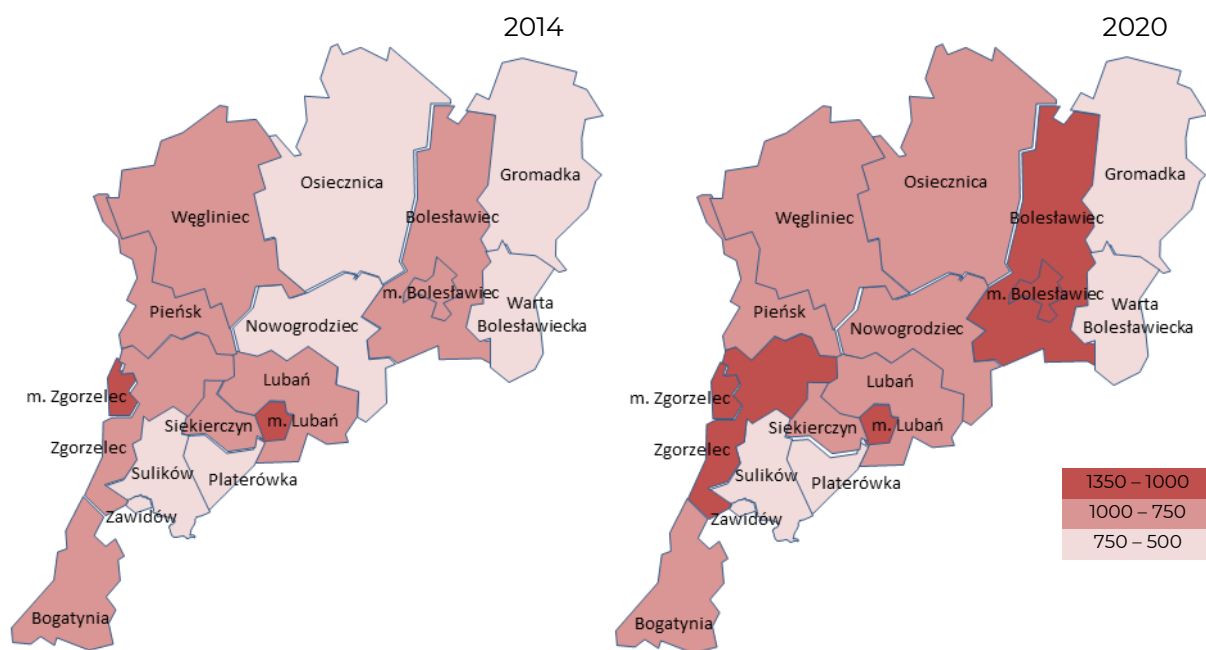 2014
Osiecznica
Gromadka
Węgliniec
Bolesławiec
m. Bolesławiec
Pieńsk
Warta
Bolesławiecka
Nowogrodziec
Lubań
m. Zgorzelec
m. Lubań
Siekierczyn
Zgorzelec
Sulików
Platerówka
Zawidów
Bogatynia
2020
Osiecznica
Gromadka
Węgliniec
Bolesławiec
m. Bolesławiec
Pieńsk
Warta
Bolesławiecka
Nowogrodziec
Lubań
m. Zgorzelec
m. Lubań
Siekierczyn
Zgorzelec
Sulików
Platerówka
Zawidów
Bogatynia
1350 – 1000
1000 – 750
750 – 500